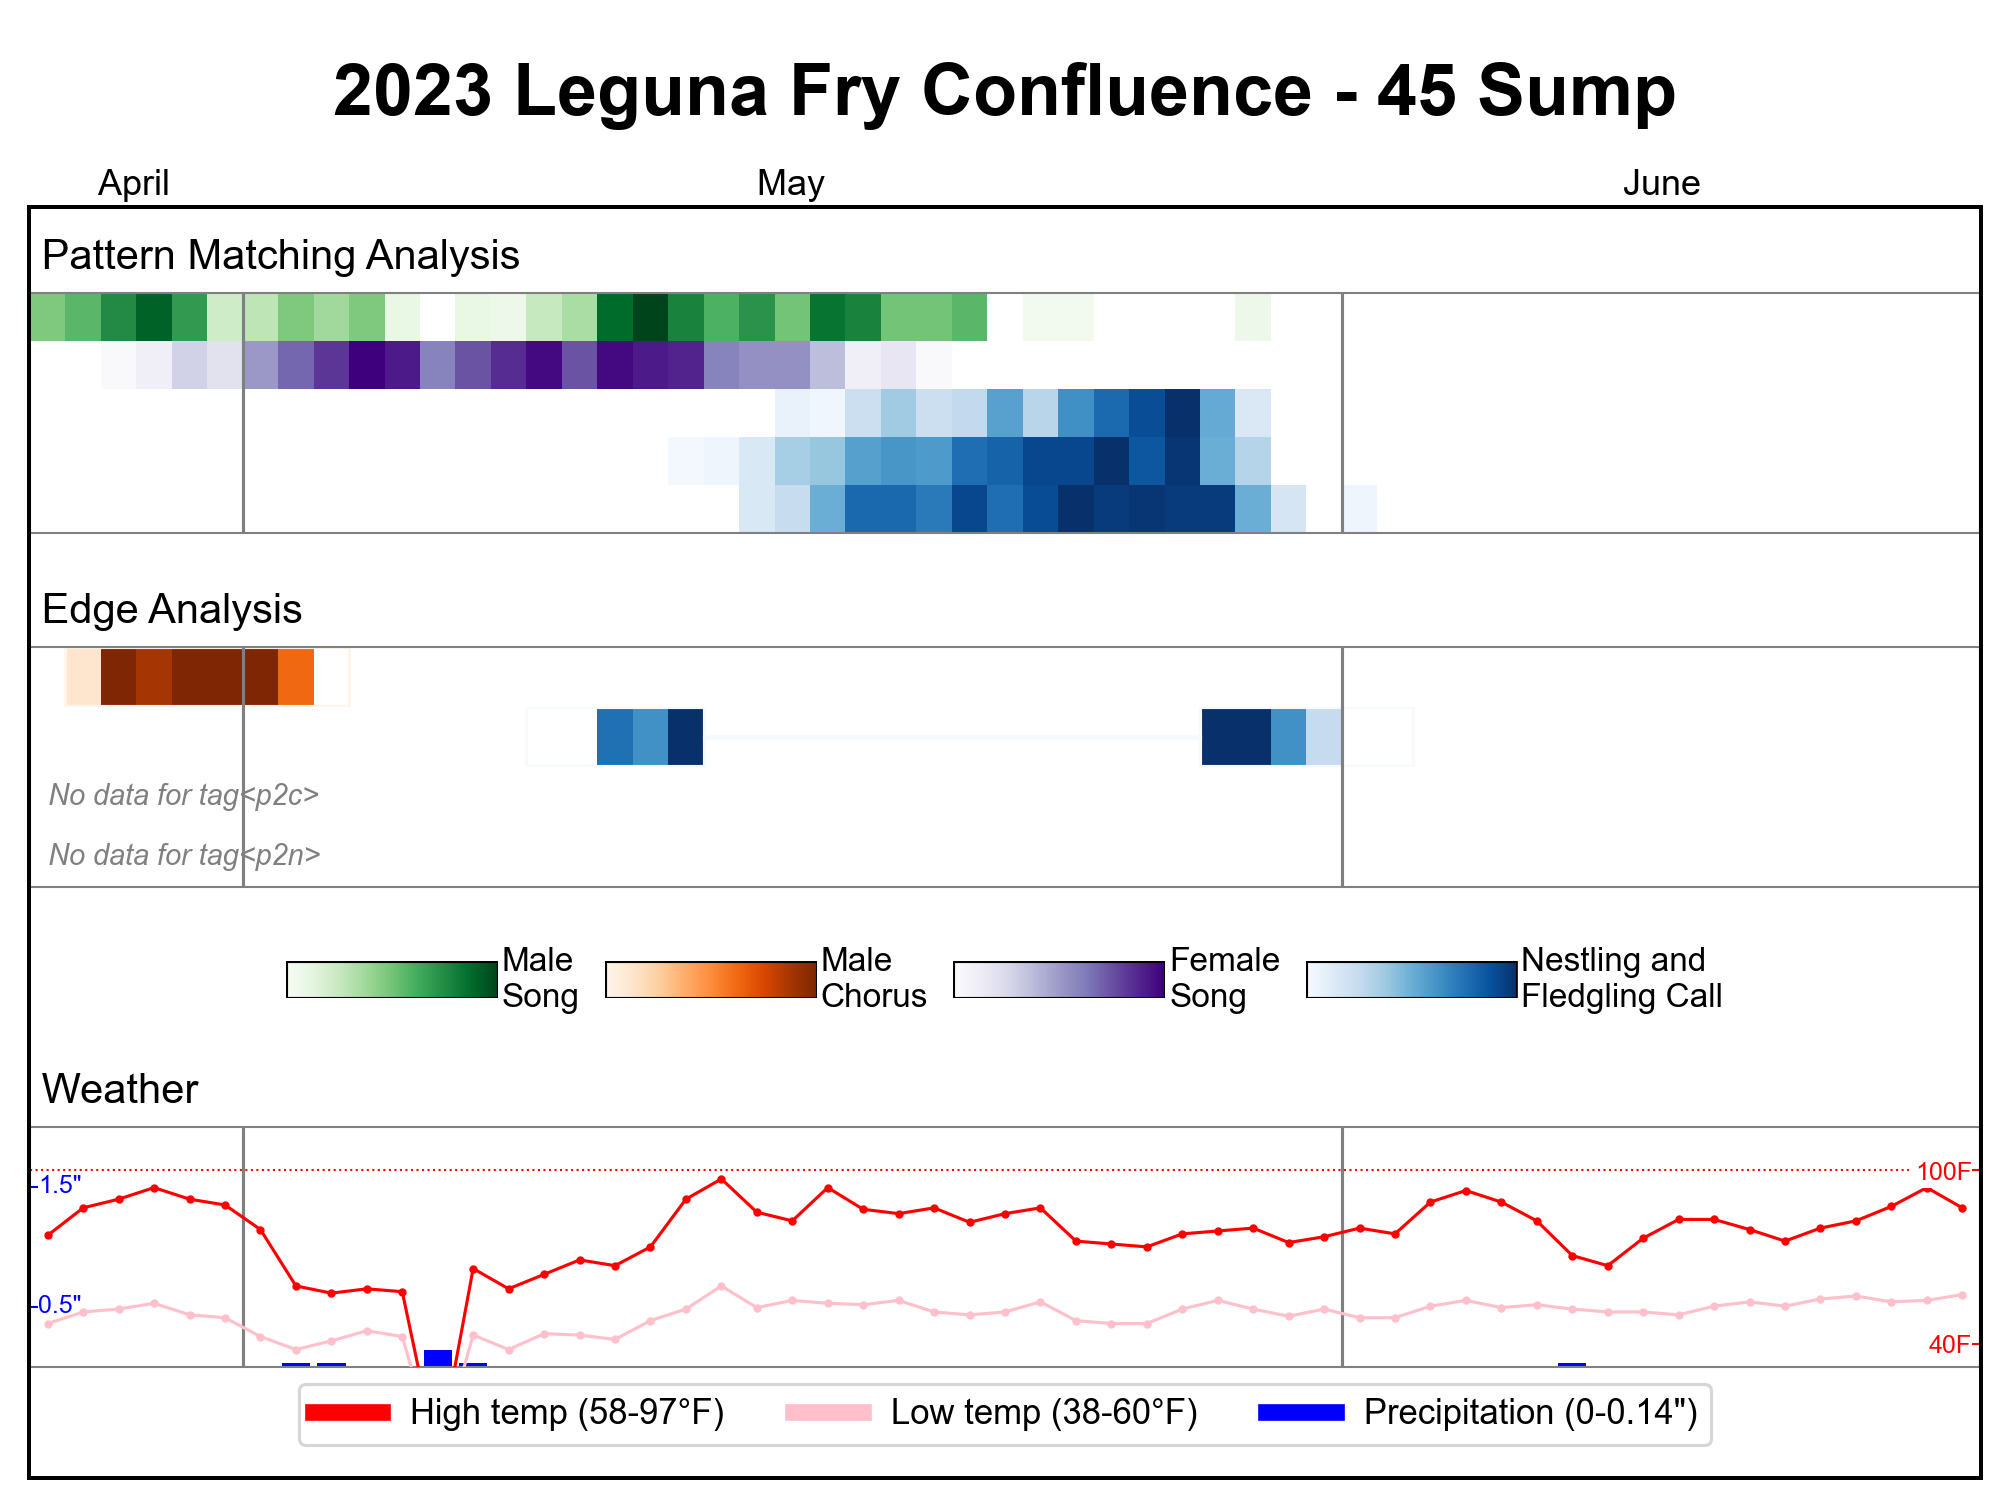 2023 Leguna Fry Confluence - 45 Sump
April May June
Pattern Matching Analysis
Edge Analysis
No data for tag<p2c>
No data for tag<p2n>
Male
Song
Male
Chorus
Female
Song
Nestling and
Fledgling Call
Weather
100F
1.5"
0.5"
40F
High temp (58-97°F) Low temp (38-60°F) Precipitation (0-0.14")